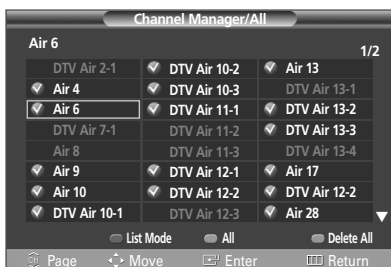 Channel Manager/All
Air 6
1/2
DTV Air 2-1 DTV Air 10-2 Air 13
Air 4 DTV Air 10-3 DTV Air 13-1
Air 6 DTV Air 11-1 DTV Air 13-2
DTV Air 7-1 DTV Air 11-2 DTV Air 13-3
Air 8 DTV Air 11-3 DTV Air 13-4
Air 9 DTV Air 12-1 Air 17
Air 10 DTV Air 12-2 DTV Air 12-2
DTV Air 10-1 DTV Air 12-3 Air 28
List Mode All Delete All
CH Page Move Enter Return